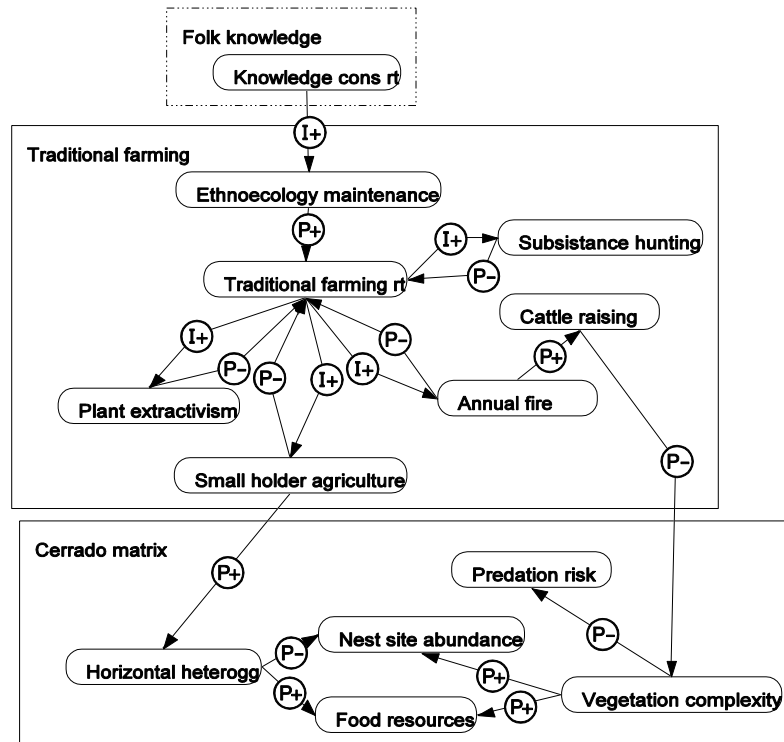 Folk knowledge
Knowledge cons rt
I+
Traditional farming
Ethnoecology maintenance
P+
I+
Subsistance hunting
P−
Traditional farming rt
Cattle raising
I+
P−
P+
P−
P−
I+
I+
Plant extractivism
Annual fire
P−
Small holder agriculture
Cerrado matrix
P+
Predation risk
P−
Nest site abundance
P−
Horizontal heterogg
P+
P+
P+
Vegetation complexity
Food resources